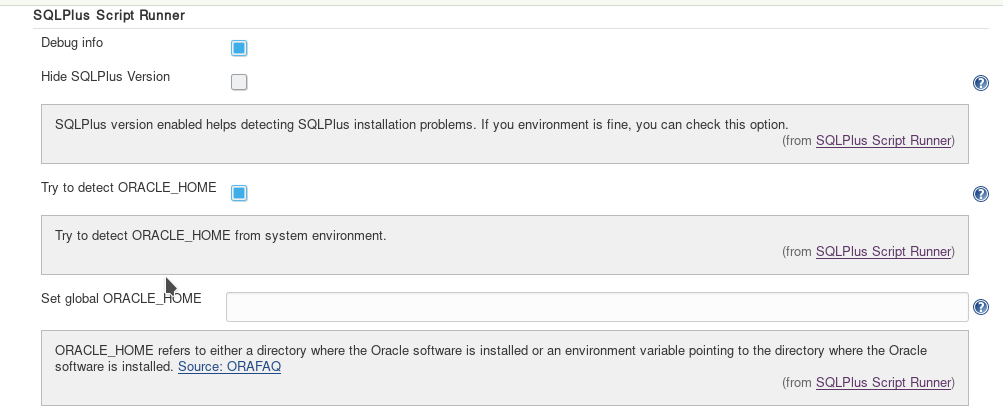 SQLPlus Script Runner
Debug info
Hide SQLPlus Version
SQLPlus version enabled helps detecting SQLPlus installation problems. If you environment is fine, you can check this option.
(from SQLPlus Script Runner)
Try to detect ORACLE_HOME
Try to detect ORACLE_HOME from system environment.
(from SQLPlus Script Runner)
Set global ORACLE_HOME
ORACLE_HOME refers to either a directory where the Oracle software is installed or an environment variable pointing to the directory where the Oracle
software is installed. Source: ORAFAQ
(from SQLPlus Script Runner)